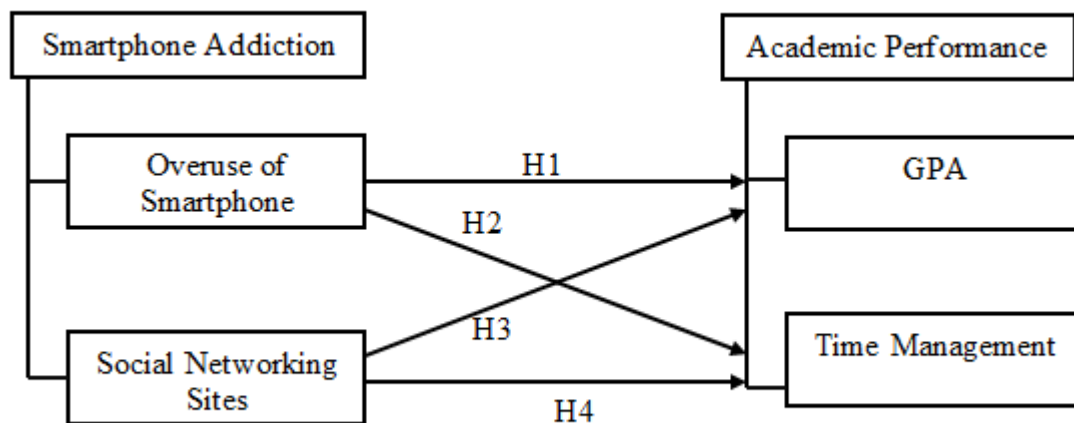 Smartphone Addiction
Academic Performance
Overuse of
Smartphone
H1
GPA
H2
H3
Social Networking
Sites
Time Management
H4